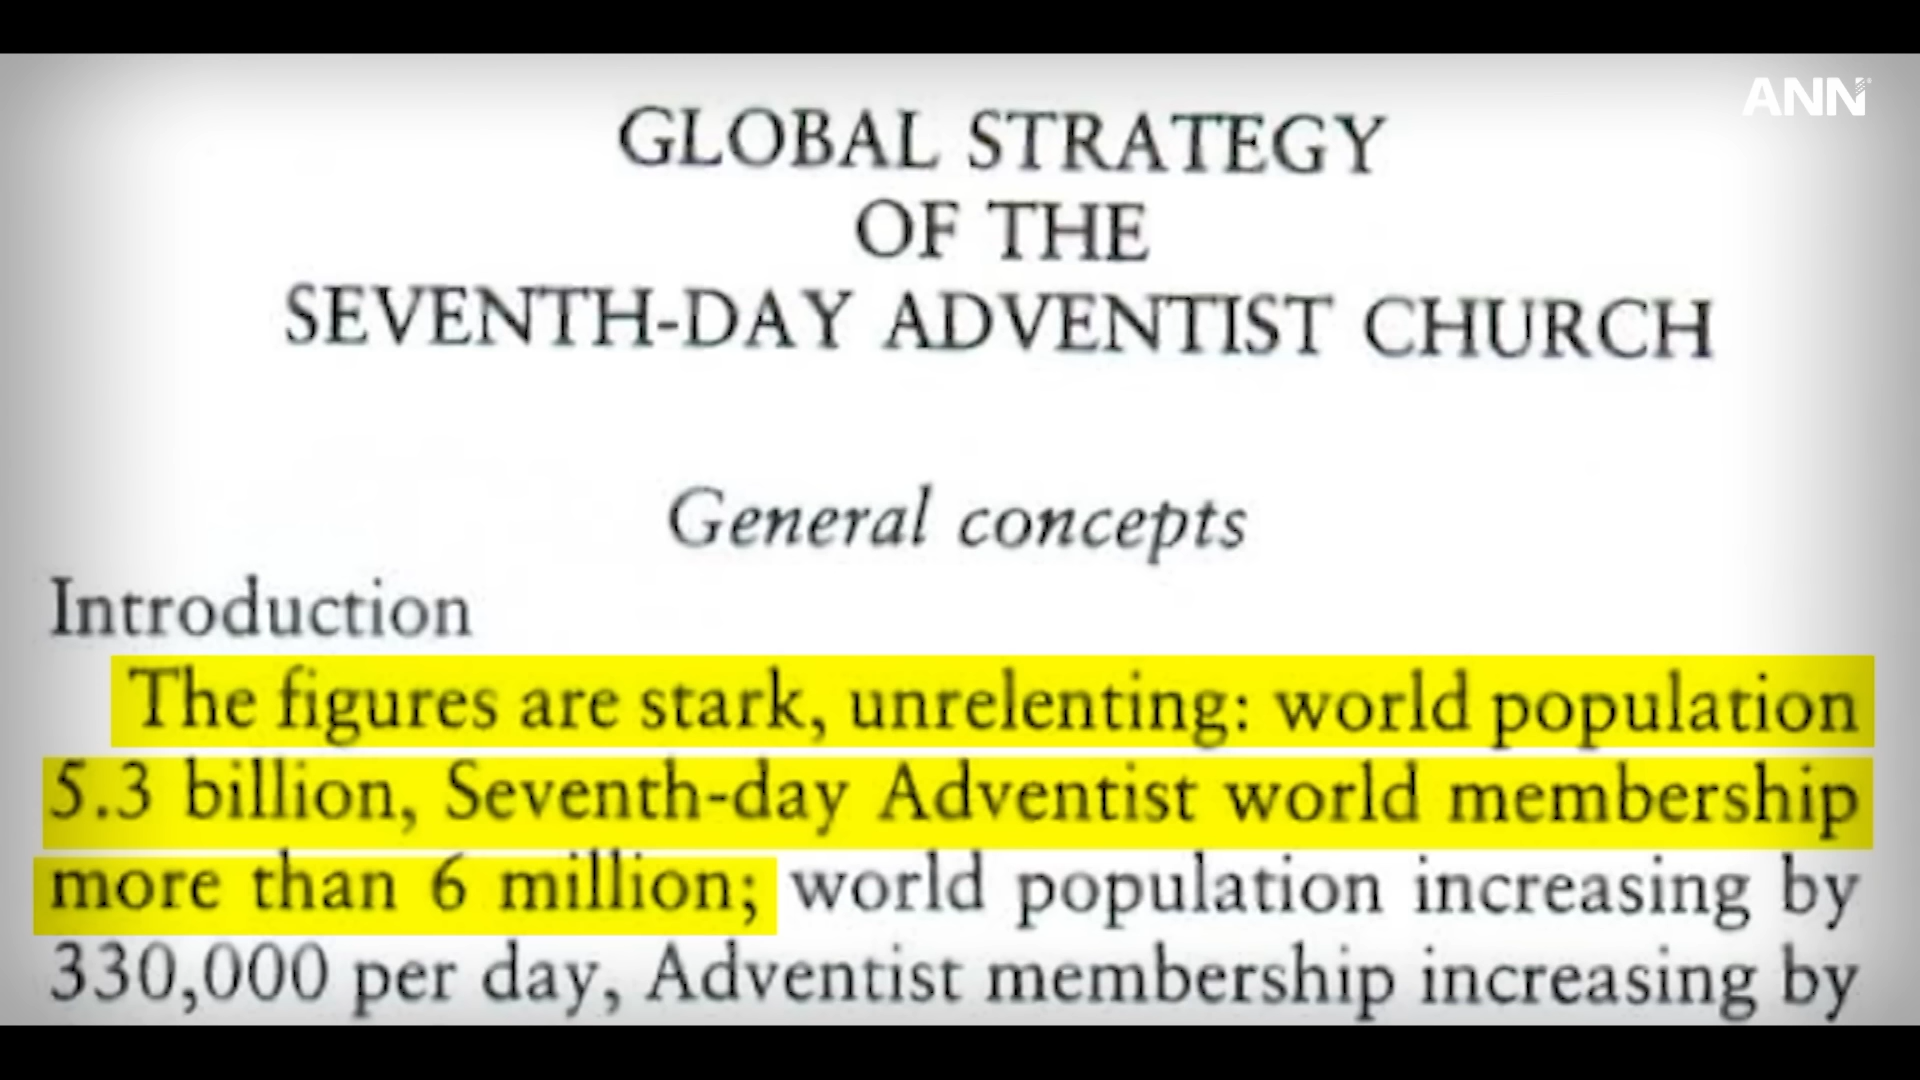 ANN
GLOBAL STRATEGY
OF THE
SEVENTH-DAY ADVENTIST CHURCH
General concepts
Introduction
The figures are stark, unrelenting: world population
5.3 billion, Seventh-day Adventist world membership
more than 6 million; world population increasing by
330,000 per day, Adventist membership increasing by